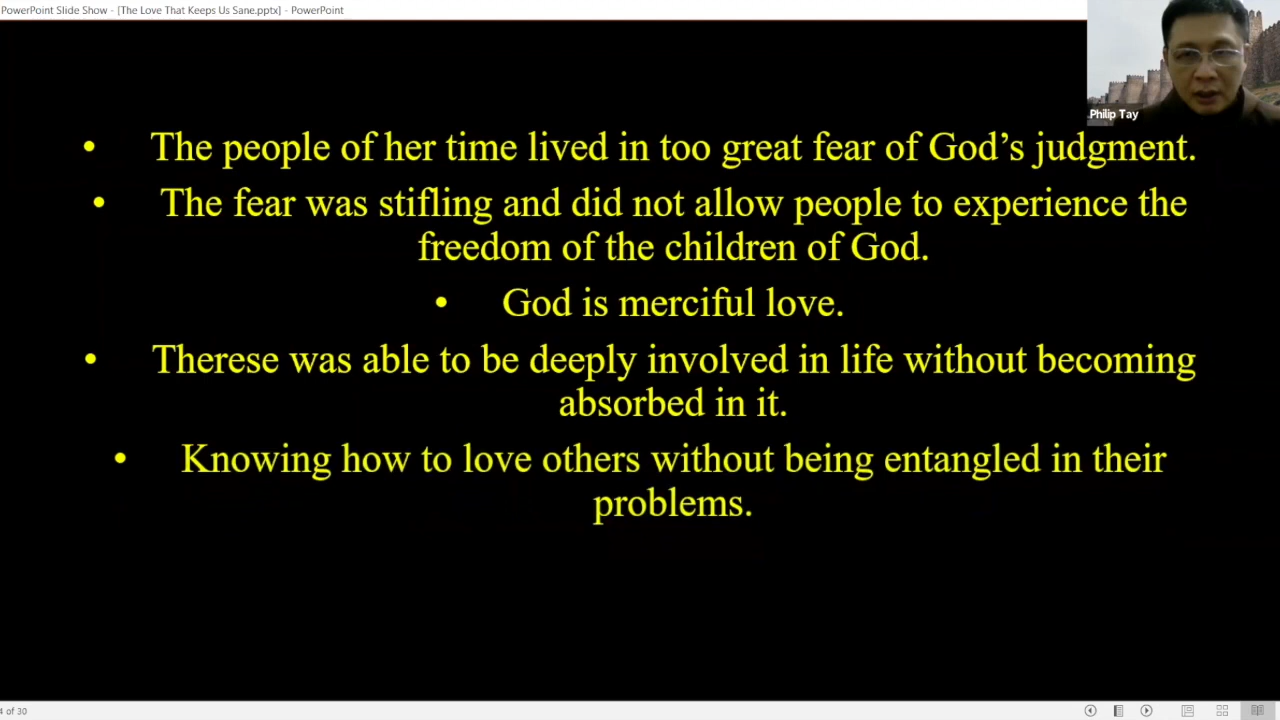 PowerPoint Slide Show - [The Love That Keeps Us Sane.pptx] - PowerPoint
Philip Tay
• The people of her time lived in too great fear of God’s judgment.
• The fear was stifling and did not allow people to experience the
freedom of the children of God.
• God is merciful love.
• Therese was able to be deeply involved in life without becoming
absorbed in it.
• Knowing how to love others without being entangled in their
problems.
4 of 30